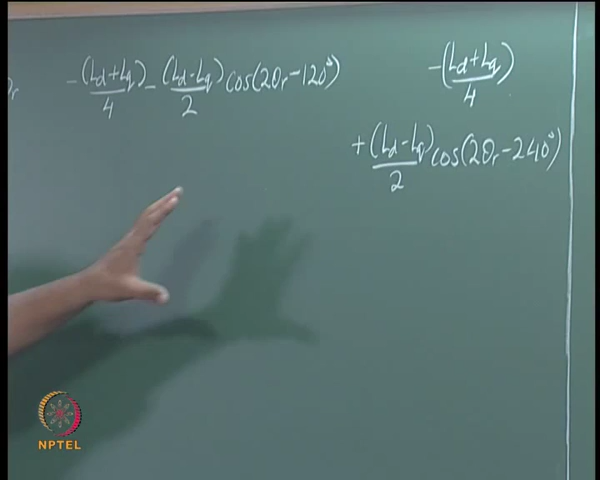 θr -(Ld+Lq)/4 - (Ld-Lq)/2 cos(2θr-120°) -(Ld+Lq)/4
+(Ld-Lq)/2 cos(2θr-240°)
NPTEL